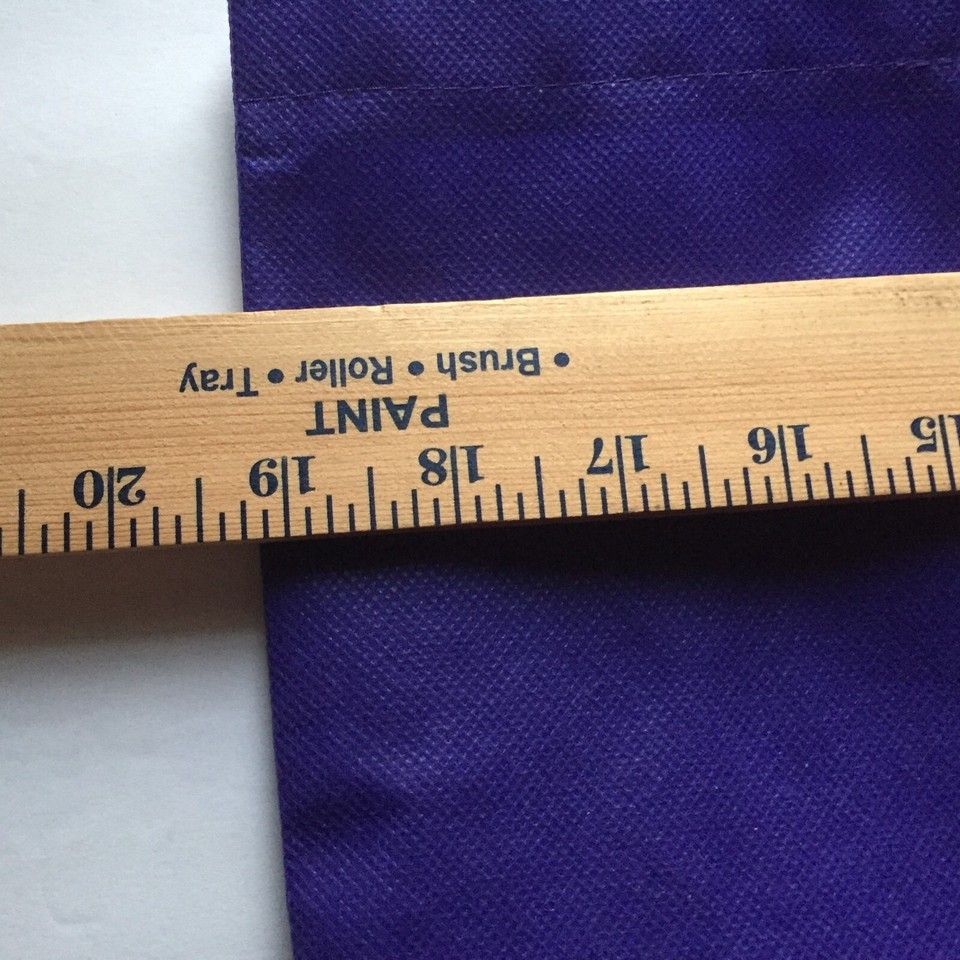 15 16 17 18 19 20
PAINT
• Brush • Roller • Tray